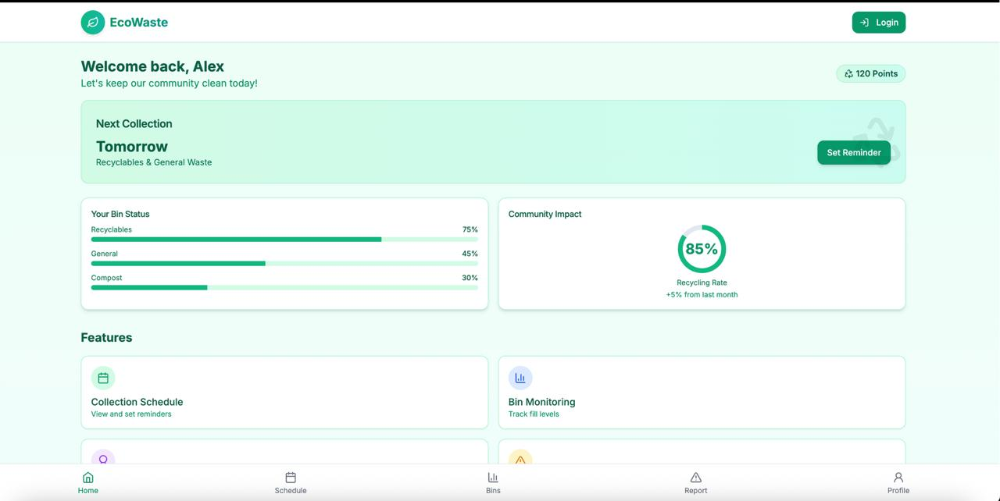 EcoWaste
Login
Welcome back, Alex
Let's keep our community clean today!
120 Points
Next Collection
Tomorrow
Recyclables & General Waste
Set Reminder
Your Bin Status
Recyclables 75%
General 45%
Compost 30%
Community Impact
85%
Recycling Rate
+5% from last month
Features
Collection Schedule
View and set reminders
Bin Monitoring
Track fill levels
Home
Schedule
Bins
Report
Profile